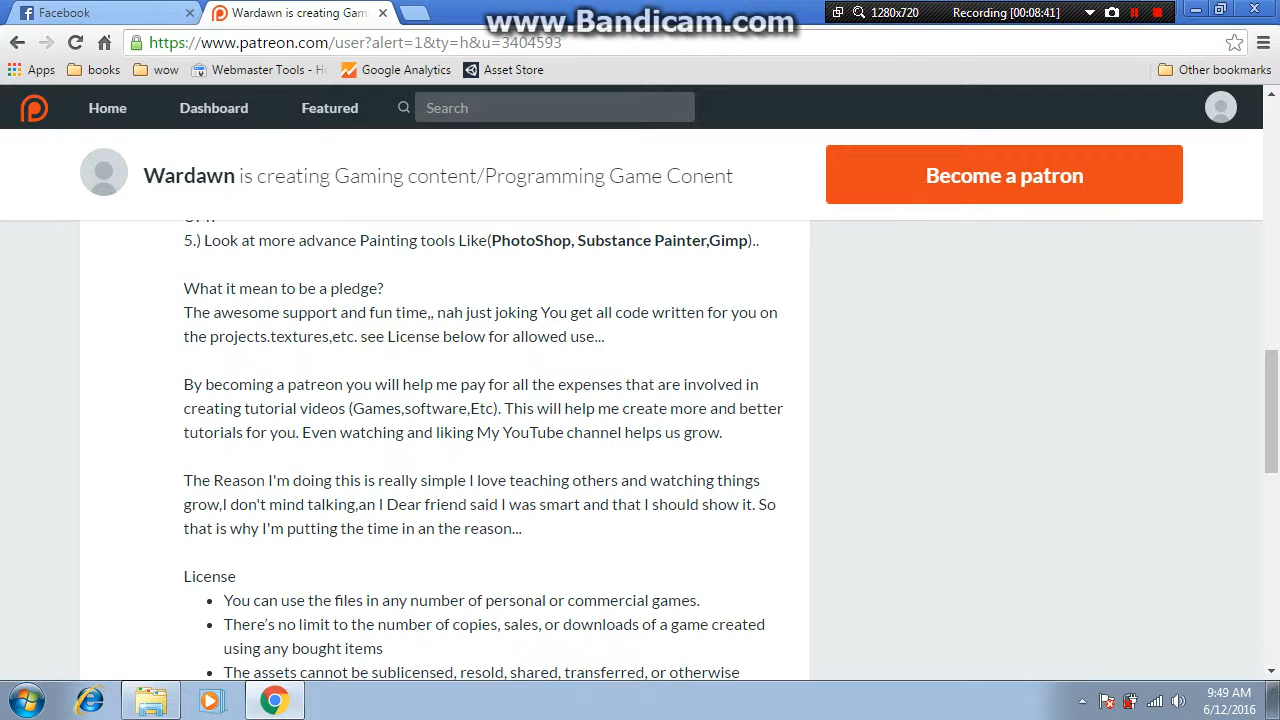 Facebook
Wardawn is creating Gam
www.Bandicam.com
1280x720
Recording [00:08:41]
https://www.patreon.com/user?alert=1&ty=h&u=3404593
Apps
books
wow
Webmaster Tools - Ho
Google Analytics
Asset Store
Other bookmarks
Home
Dashboard
Featured
Search
Wardawn is creating Gaming content/Programming Game Conent
Become a patron
5.) Look at more advance Painting tools Like(PhotoShop, Substance Painter,Gimp)..
What it mean to be a pledge?
The awesome support and fun time,, nah just joking You get all code written for you on
the projects.textures,etc. see License below for allowed use...
By becoming a patreon you will help me pay for all the expenses that are involved in
creating tutorial videos (Games,software,Etc). This will help me create more and better
tutorials for you. Even watching and liking My YouTube channel helps us grow.
The Reason I'm doing this is really simple I love teaching others and watching things
grow,I don't mind talking,an I Dear friend said I was smart and that I should show it. So
that is why I'm putting the time in an the reason...
License
• You can use the files in any number of personal or commercial games.
• There's no limit to the number of copies, sales, or downloads of a game created
using any bought items
• The assets cannot be sublicensed, resold, shared, transferred, or otherwise
9:49 AM
6/12/2016